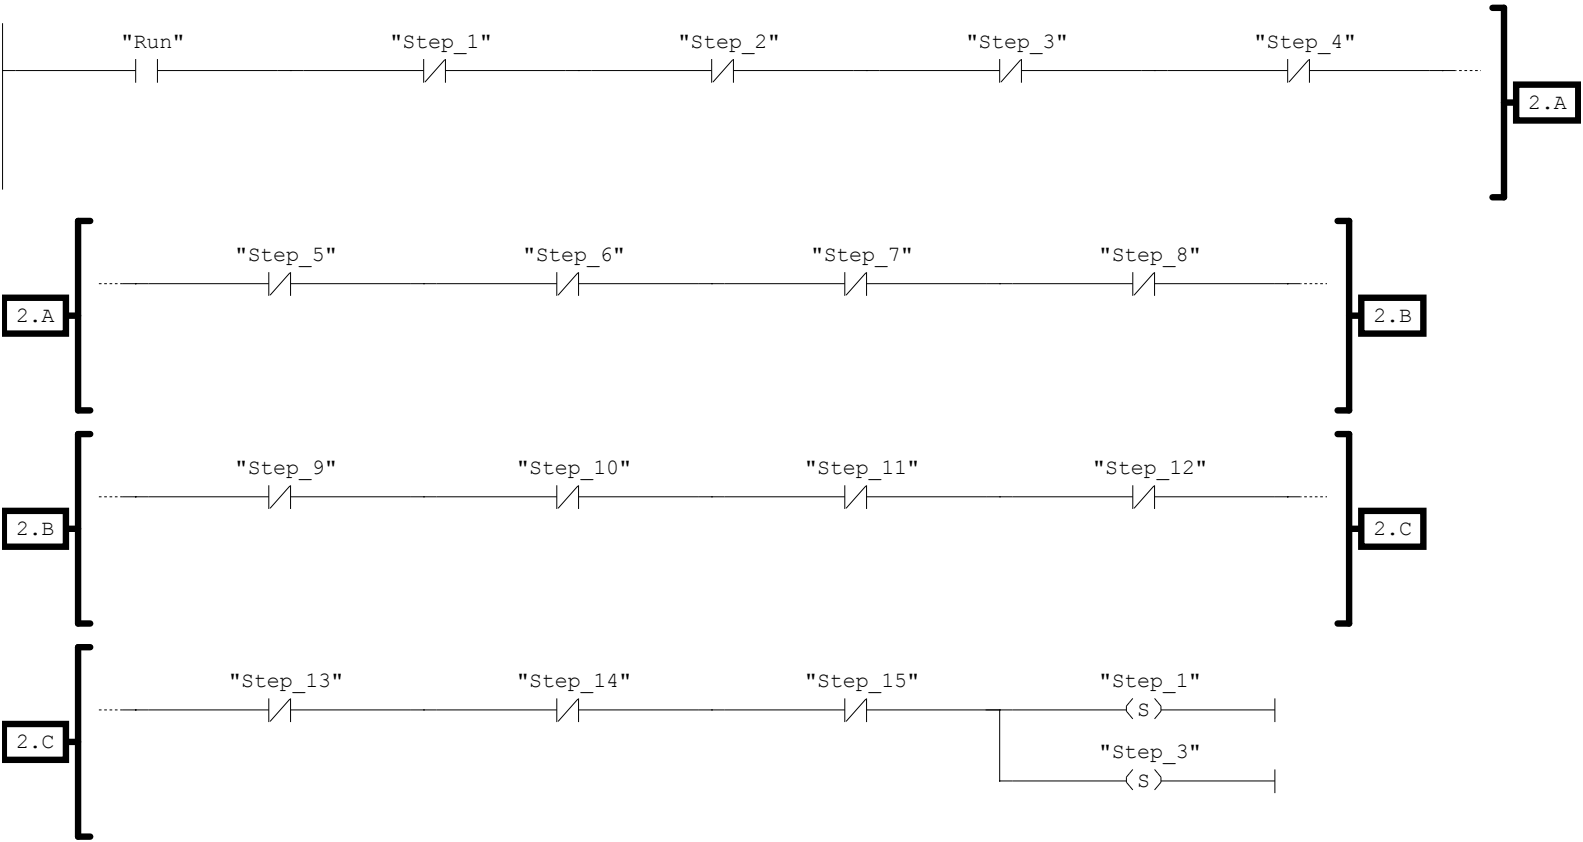 "Run" "Step_1" "Step_2" "Step_3" "Step_4"
2.A
"Step_5" "Step_6" "Step_7" "Step_8"
2.A 2.B
"Step_9" "Step_10" "Step_11" "Step_12"
2.B 2.C
"Step_13" "Step_14" "Step_15" "Step_1"
S
2.C "Step_3"
S